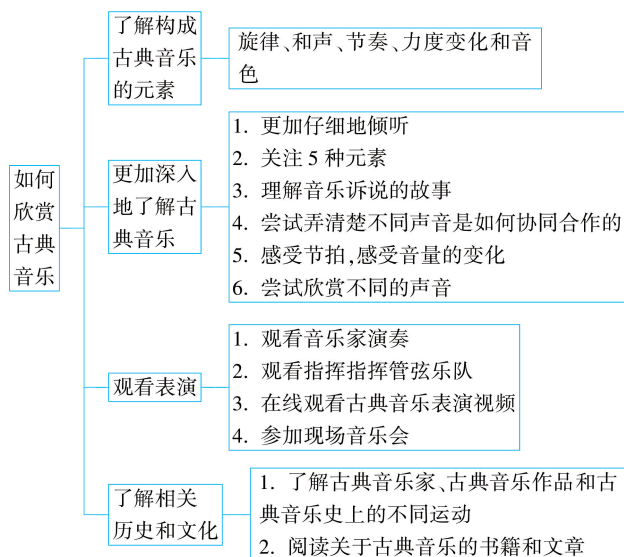 如何
欣赏
古典
音乐
了解构成
古典音乐
的元素
旋律、和声、节奏、力度变化和音
色
更加深入
地了解古
典音乐
1. 更加仔细地倾听
2. 关注5种元素
3. 理解音乐诉说的故事
4. 尝试弄清楚不同声音是如何协同合作的
5. 感受节拍,感受音量的变化
6. 尝试欣赏不同的声音
观看表演
1. 观看音乐家演奏
2. 观看指挥指挥管弦乐队
3. 在线观看古典音乐表演视频
4. 参加现场音乐会
了解相关
历史和文化
1. 了解古典音乐家、古典音乐作品和古
典音乐史上的不同运动
2. 阅读关于古典音乐的书籍和文章